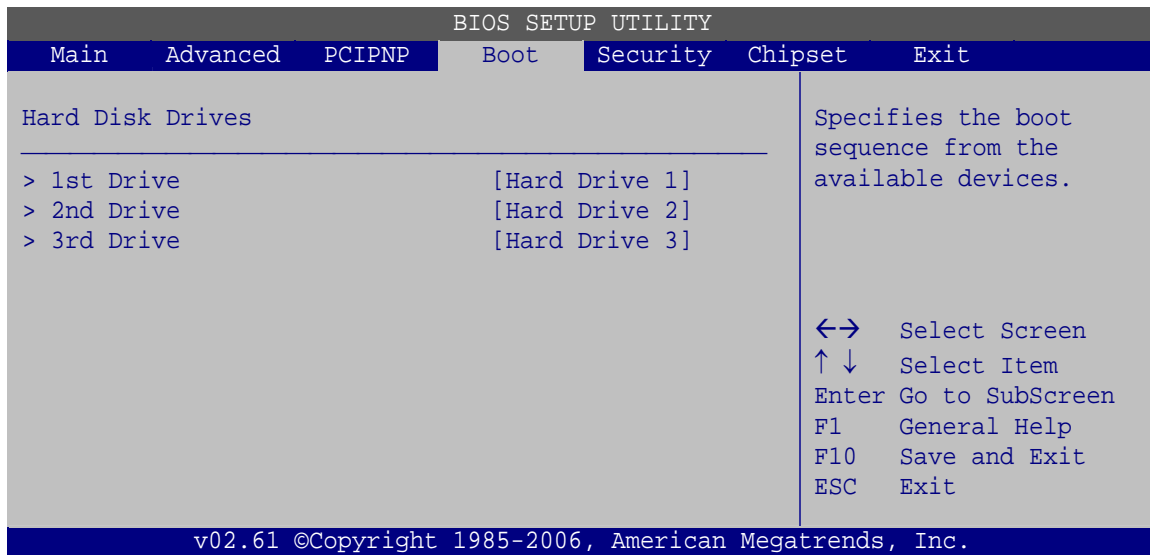 BIOS SETUP UTILITY
Main Advanced PCIPNP Boot Security Chipset Exit
Hard Disk Drives
> 1st Drive [Hard Drive 1]
> 2nd Drive [Hard Drive 2]
> 3rd Drive [Hard Drive 3]
Specifies the boot
sequence from the
available devices.
←→ Select Screen
↑ ↓ Select Item
Enter Go to SubScreen
F1 General Help
F10 Save and Exit
ESC Exit
v02.61 ©Copyright 1985-2006, American Megatrends, Inc.